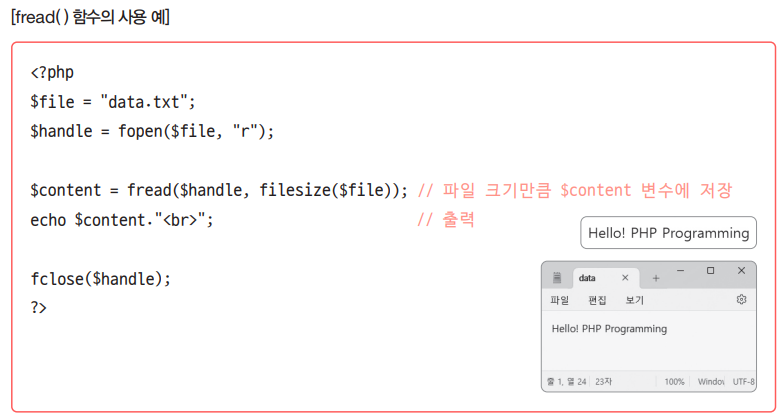 [fread( ) 함수의 사용 예]
<?php
$file = "data.txt";
$handle = fopen($file, "r");
$content = fread($handle, filesize($file)); // 파일 크기만큼 $content 변수에 저장
echo $content."<br>"; // 출력
Hello! PHP Programming
fclose($handle);
?>
data
파일 편집 보기
Hello! PHP Programming
줄 1, 열 24 23자 100% Window UTF-8